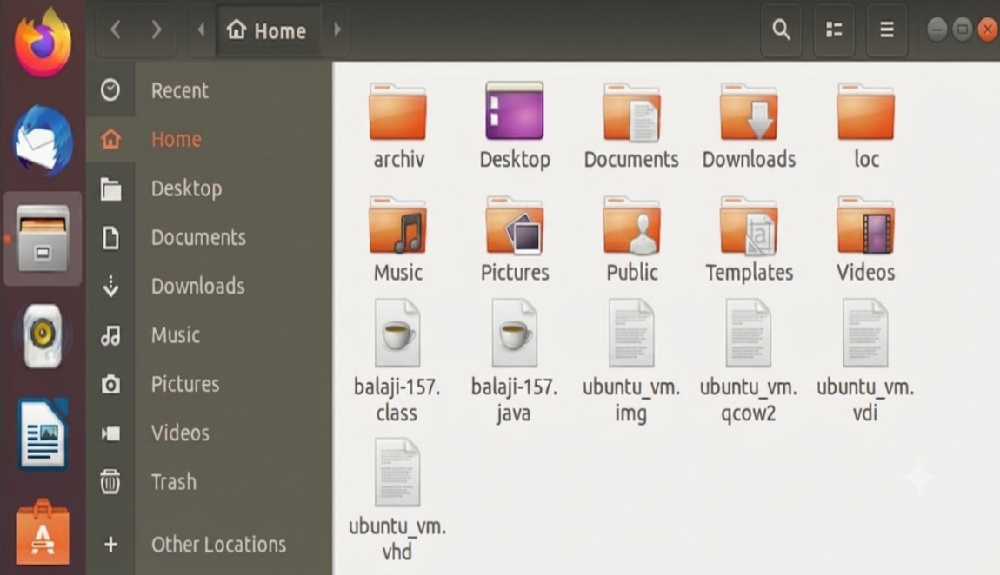 Home
Recent
Home
Desktop
Documents
Downloads
Music
Pictures
Videos
Trash
Other Locations
archiv
Desktop
Documents
Downloads
loc
Music
Pictures
Public
Templates
Videos
balaji-157.
class
balaji-157.
java
ubuntu_vm.
img
ubuntu_vm.
qcow2
ubuntu_vm.
vdi
ubuntu_vm.
vhd